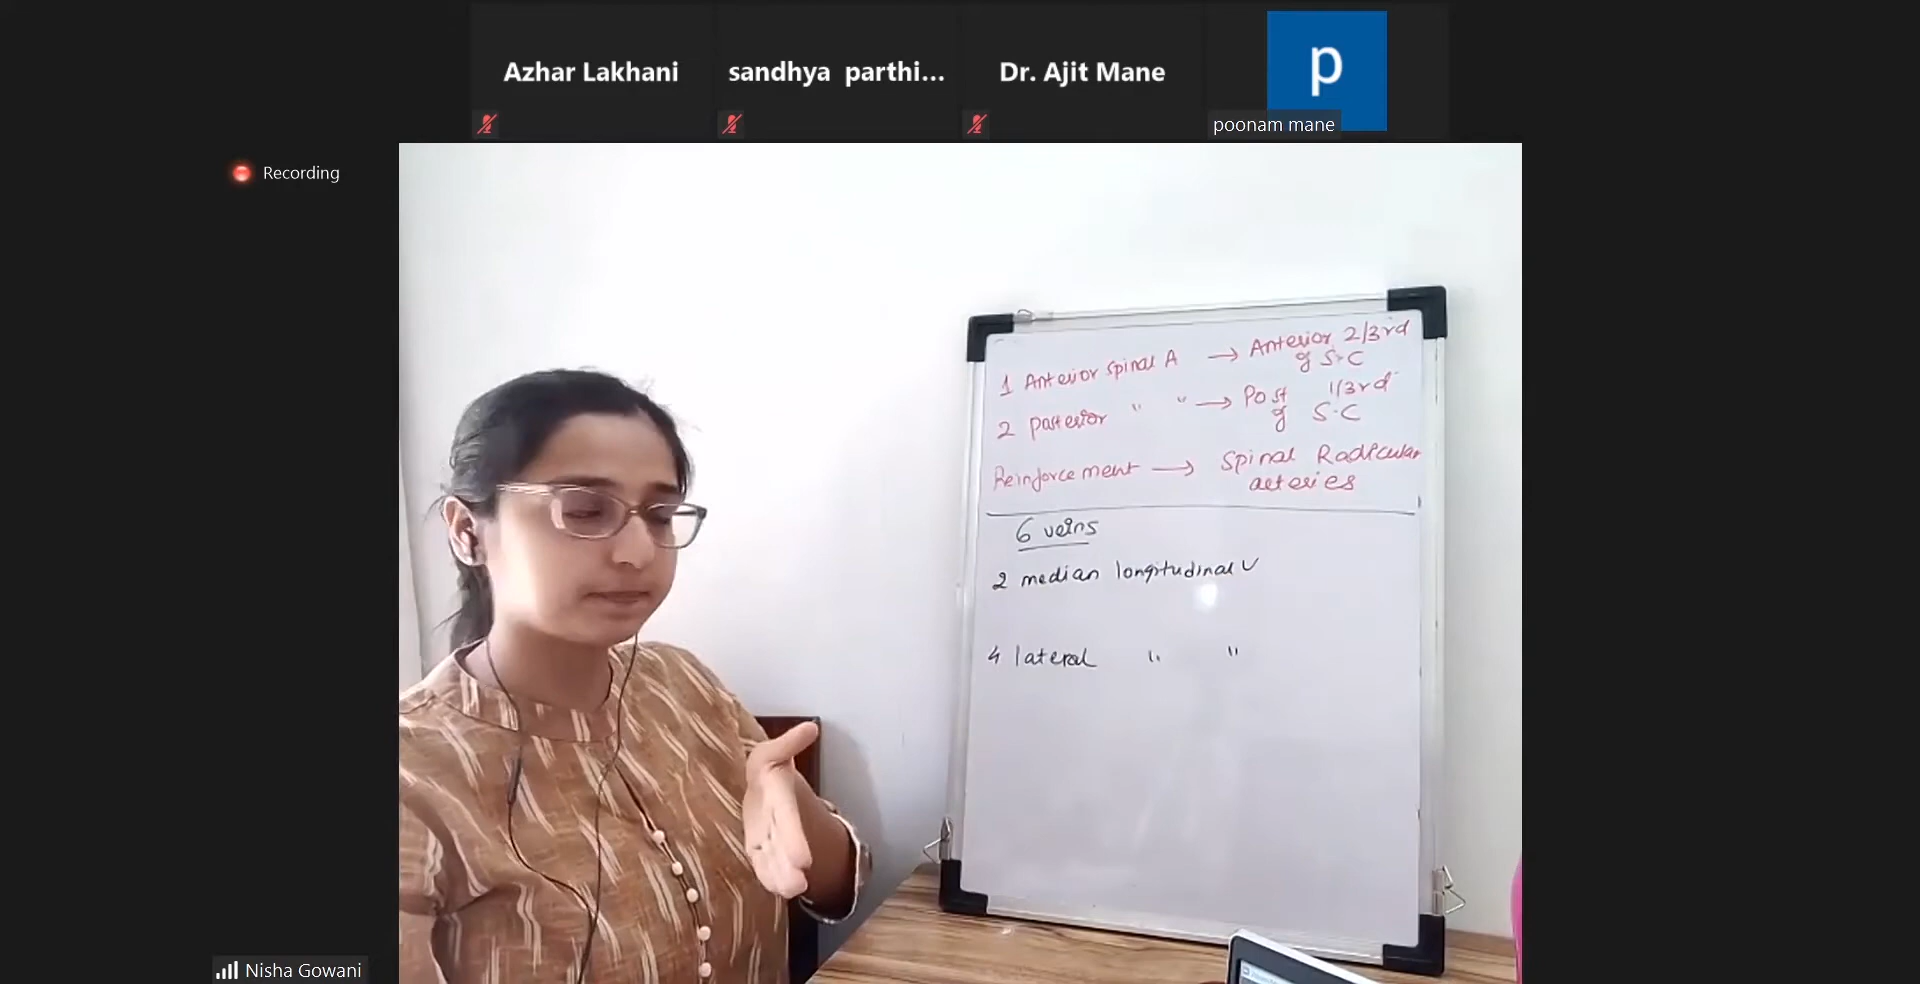 Azhar Lakhani
sandhya parthi...
Dr. Ajit Mane
p
poonam mane
Recording
1 Anterior spinal A → Anterior 2/3rd
of S.C
2 Posterior " " → Post 1/3rd
of S.C
Reinforcement → Spinal Radicular
arteries
6 veins
2 median longitudinal V
4 lateral " "
Nisha Gowani